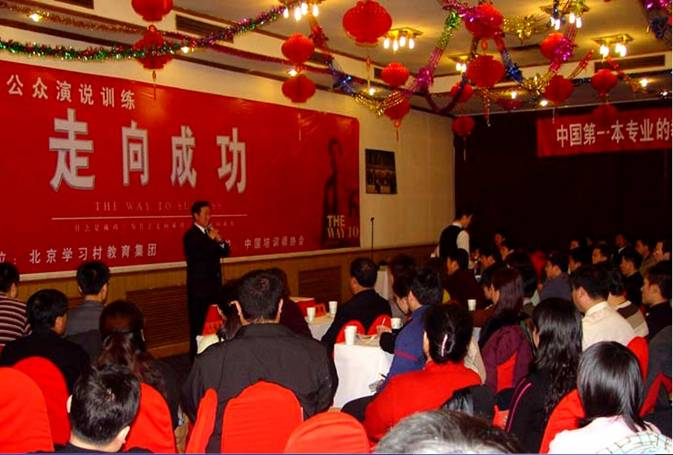 公众演说训练
走向成功
THE WAY TO SUCCESS
THE
WAY TO
位：北京学习村教育集团
中国培训师协会
中国第一本专业的